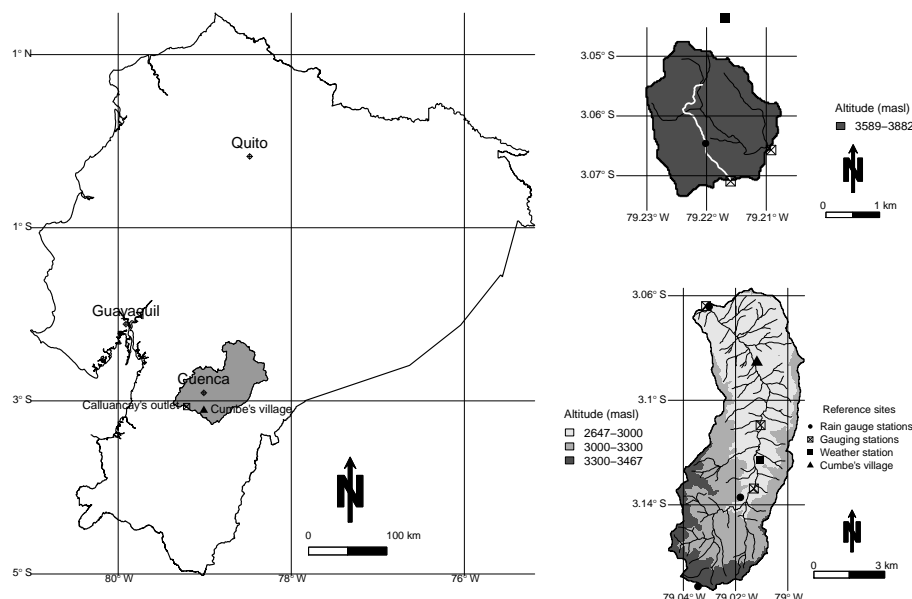 1° N
Quito
1° S
Guayaquil
Cuenca
Calluancay's outlet
Cumbe's village
3° S
N
0 100 km
5° S
80° W 78° W 76° W
3.05° S
3.06° S
3.07° S
79.23° W 79.22° W 79.21° W
Altitude (masl)
3589–3882
N
0 1 km
3.06° S
3.1° S
3.14° S
79.04° W 79.02° W 79° W
Altitude (masl)
2647–3000
3000–3300
3300–3467
Reference sites
Rain gauge stations
Gauging stations
Weather station
Cumbe's village
N
0 3 km